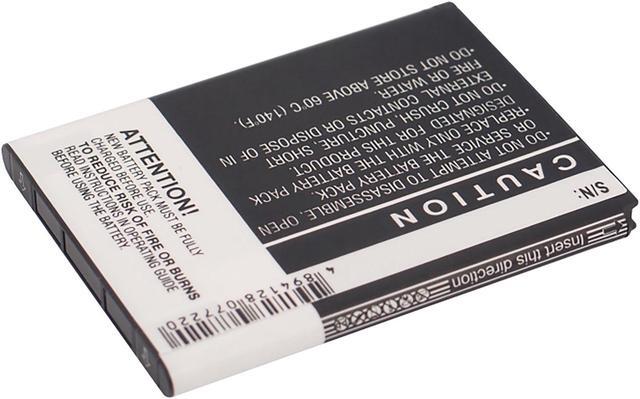 ATTENTION!
NEW BATTERY PACK MUST BE FULLY
CHARGED BEFORE USE.
TO REDUCE RISK OF FIRE OR BURNS
READ INSTRUCTIONS IN OPERATING GUIDE
BEFORE USING THE BATTERY.
4894128077220
S/N:
CAUTION
•DO NOT ATTEMPT TO DISASSEMBLE, OPEN
OR SERVICE THE BATTERY PACK.
•REPLACE ONLY WITH THE BATTERY PACK
DESIGNATED FOR THIS PRODUCT.
•DO NOT CRUSH, PUNCTURE, SHORT
EXTERNAL CONTACTS OR DISPOSE OF IN
FIRE OR WATER.
•DO NOT STORE ABOVE 60°C (140°F).
Insert this direction